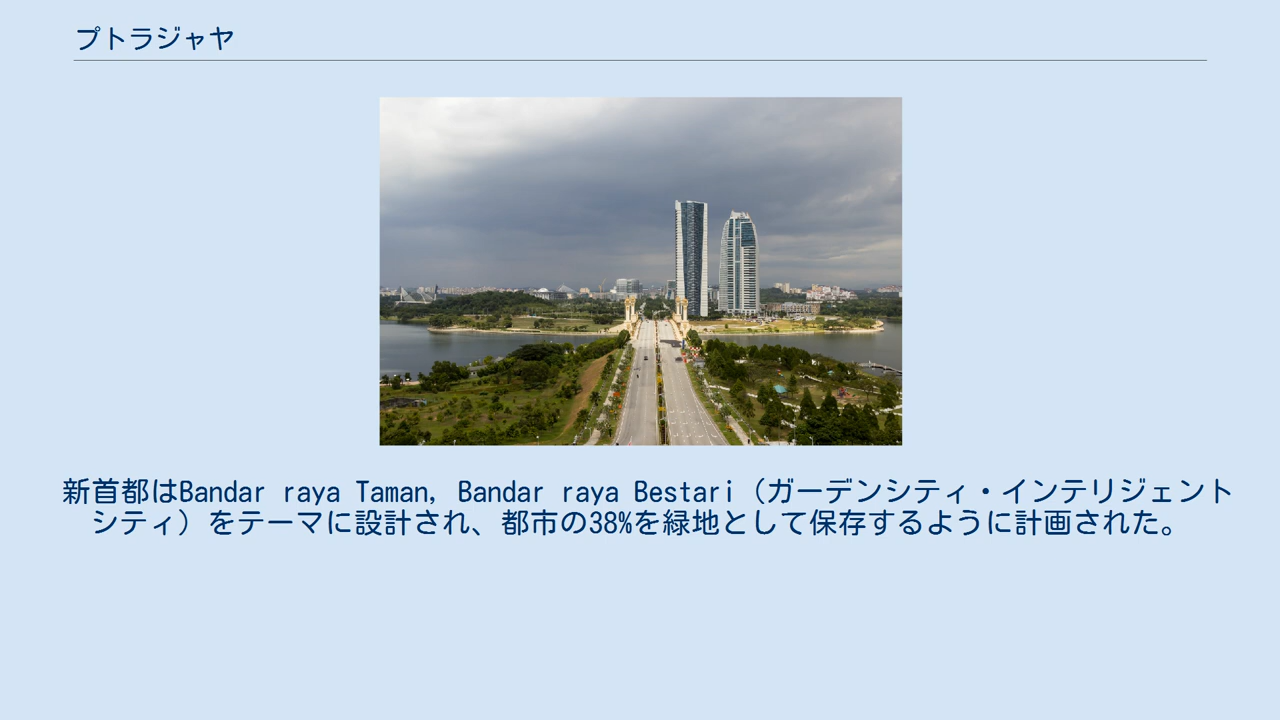 プトラジャヤ
新首都はBandar raya Taman, Bandar raya Bestari（ガーデンシティ・インテリジェント
シティ）をテーマに設計され、都市の38%を緑地として保存するように計画された。